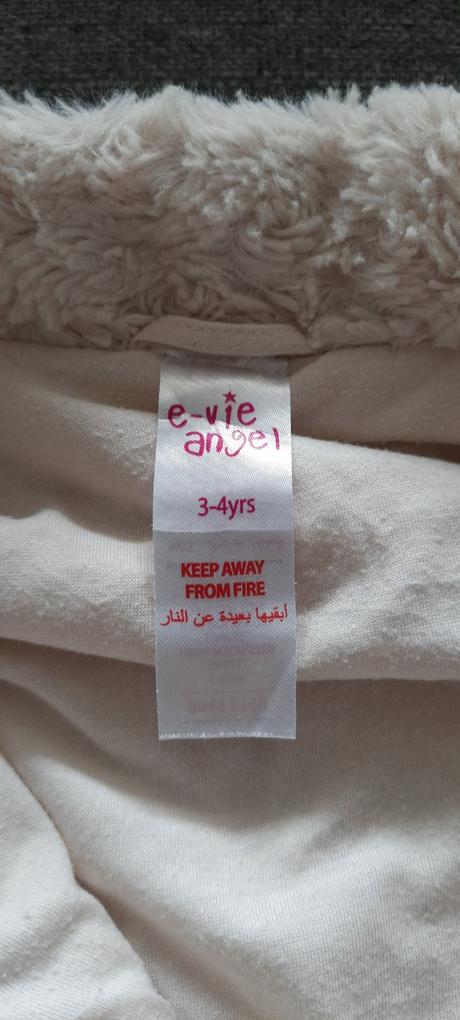 e-vie
angel
3-4yrs
KEEP AWAY
FROM FIRE
أبقيها بعيدة عن النار